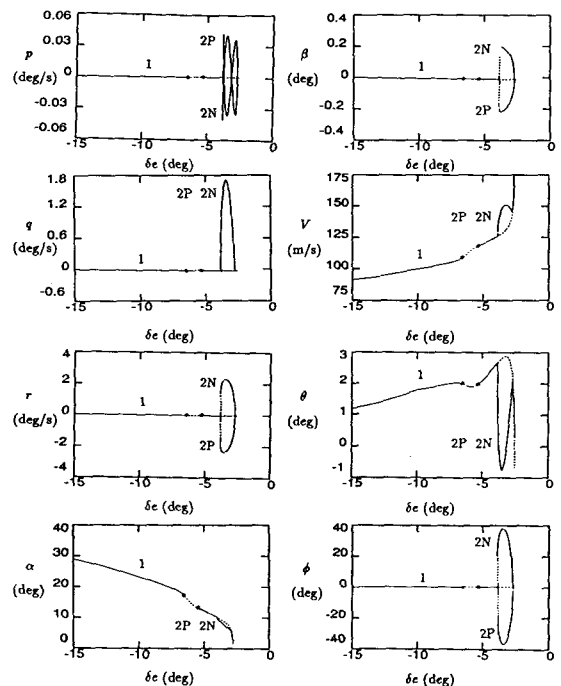 0.06
p 0.03 2P
1
(deg/s) 0
-0.03
2N
-0.06
-15 -10 -5 0
δe (deg)
0.4
β 0.2 2N
1
(deg) 0
-0.2 2P
-0.4
-15 -10 -5 0
δe (deg)
1.8
2P 2N
1.2
q
(deg/s) 0.6
1
0
-0.6
-15 -10 -5 0
δe (deg)
175
V 150
2P 2N
(m/s) 125
1
100
75
-15 -10 -5 0
δe (deg)
4
r 2 2N
1
(deg/s) 0
-2 2P
-4
-15 -10 -5 0
δe (deg)
3
θ 2
1
(deg) 1
2P 2N
0
-1
-15 -10 -5 0
δe (deg)
40
α 30
1
(deg) 20
10
2P 2N
0
-15 -10 -5 0
δe (deg)
40
2N
ϕ 20
1
(deg) 0
-20
2P
-40
-15 -10 -5 0
δe (deg)